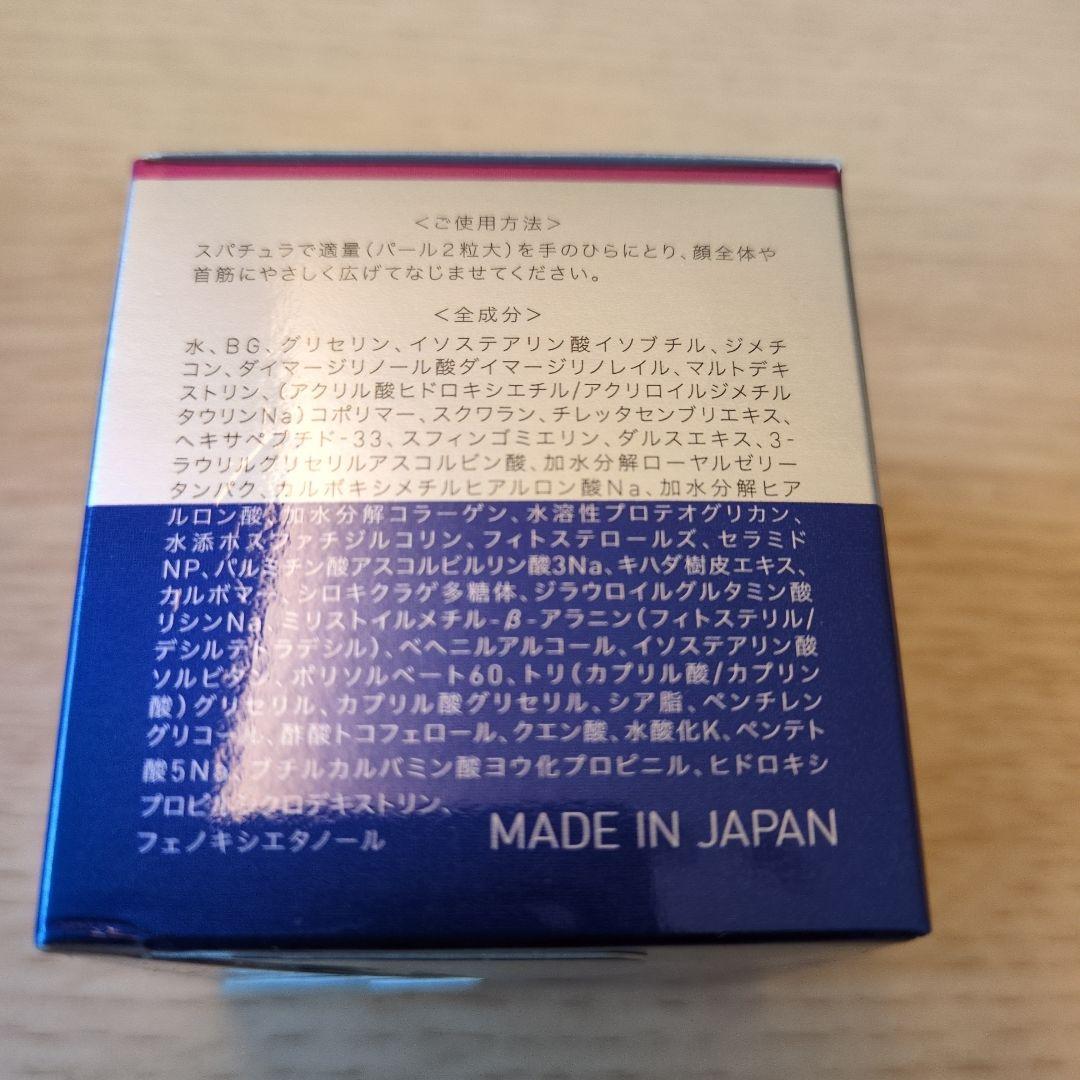 ＜ご使用方法＞
スパチュラで適量(パール2粒大)を手のひらにとり、顔全体や
首筋にやさしく広げてなじませてください。
＜全成分＞
水、BG、グリセリン、イソステアリン酸イソブチル、ジメチ
コン、ダイマージリノール酸ダイマージリノレイル、マルトデキ
ストリン、(アクリル酸ヒドロキシエチル/アクリロイルジメチル
タウリンNa)コポリマー、スクワラン、チレッタセンブリエキス、
ヘキサペプチド-33、スフィンゴミエリン、ダルスエキス、3-
ラウリルグリセリルアスコルビン酸、加水分解ローヤルゼリー
タンパク、カルボキシメチルヒアルロン酸Na、加水分解ヒア
ルロン酸、加水分解コラーゲン、水溶性プロテオグリカン、
水添ホスファチジルコリン、フィトステロールズ、セラミド
NP、パルミチン酸アスコルビルリン酸3Na、キハダ樹皮エキス、
カルボマー、シロキクラゲ多糖体、ジラウロイルグルタミン酸
リシンNa、ミリストイルメチル-β-アラニン(フィトステリル/
デシルテトラデシル)、ベヘニルアルコール、イソステアリン酸
ソルビタン、ポリソルベート60、トリ(カプリル酸/カプリン
酸)グリセリル、カプリル酸グリセリル、シア脂、ペンチレン
グリコール、酢酸トコフェロール、クエン酸、水酸化K、ペンテト
酸5Na、ブチルカルバミン酸ヨウ化プロピニル、ヒドロキシ
プロピルシクロデキストリン、
フェノキシエタノール
MADE IN JAPAN